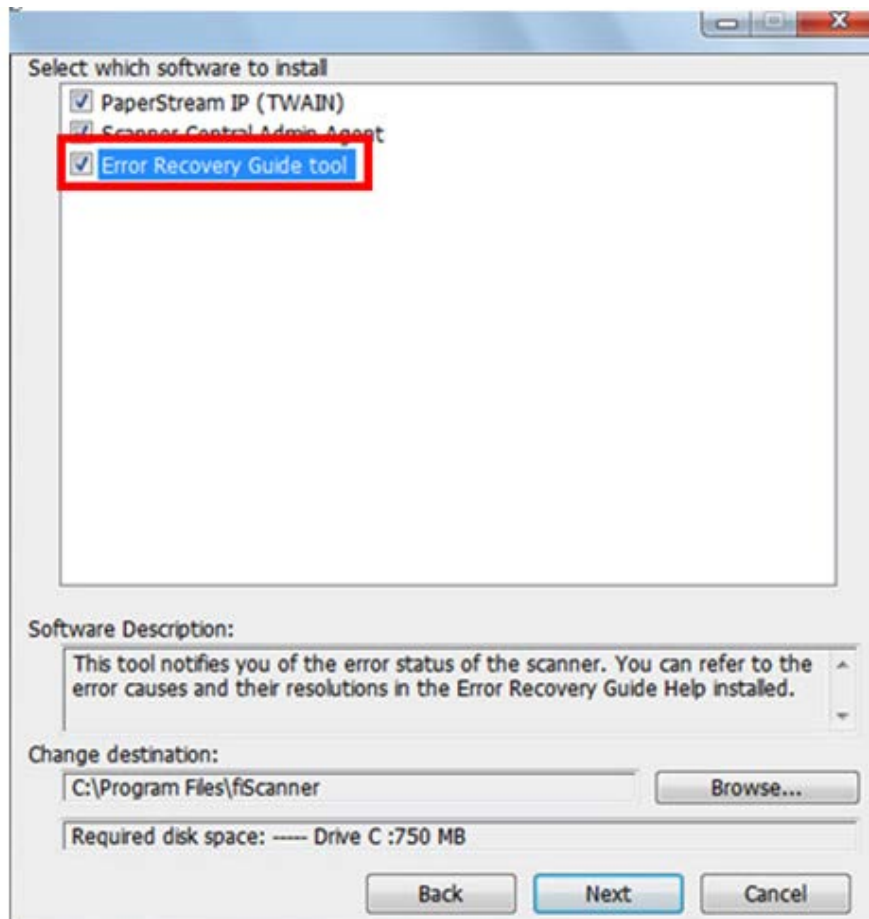 Select which software to install
PaperStream IP (TWAIN)
Scanner Central Admin Agent
Error Recovery Guide tool
Software Description:
This tool notifies you of the error status of the scanner. You can refer to the
error causes and their resolutions in the Error Recovery Guide Help installed.
Change destination:
C:\Program Files\fiScanner
Browse...
Required disk space: ----- Drive C :750 MB
Back
Next
Cancel